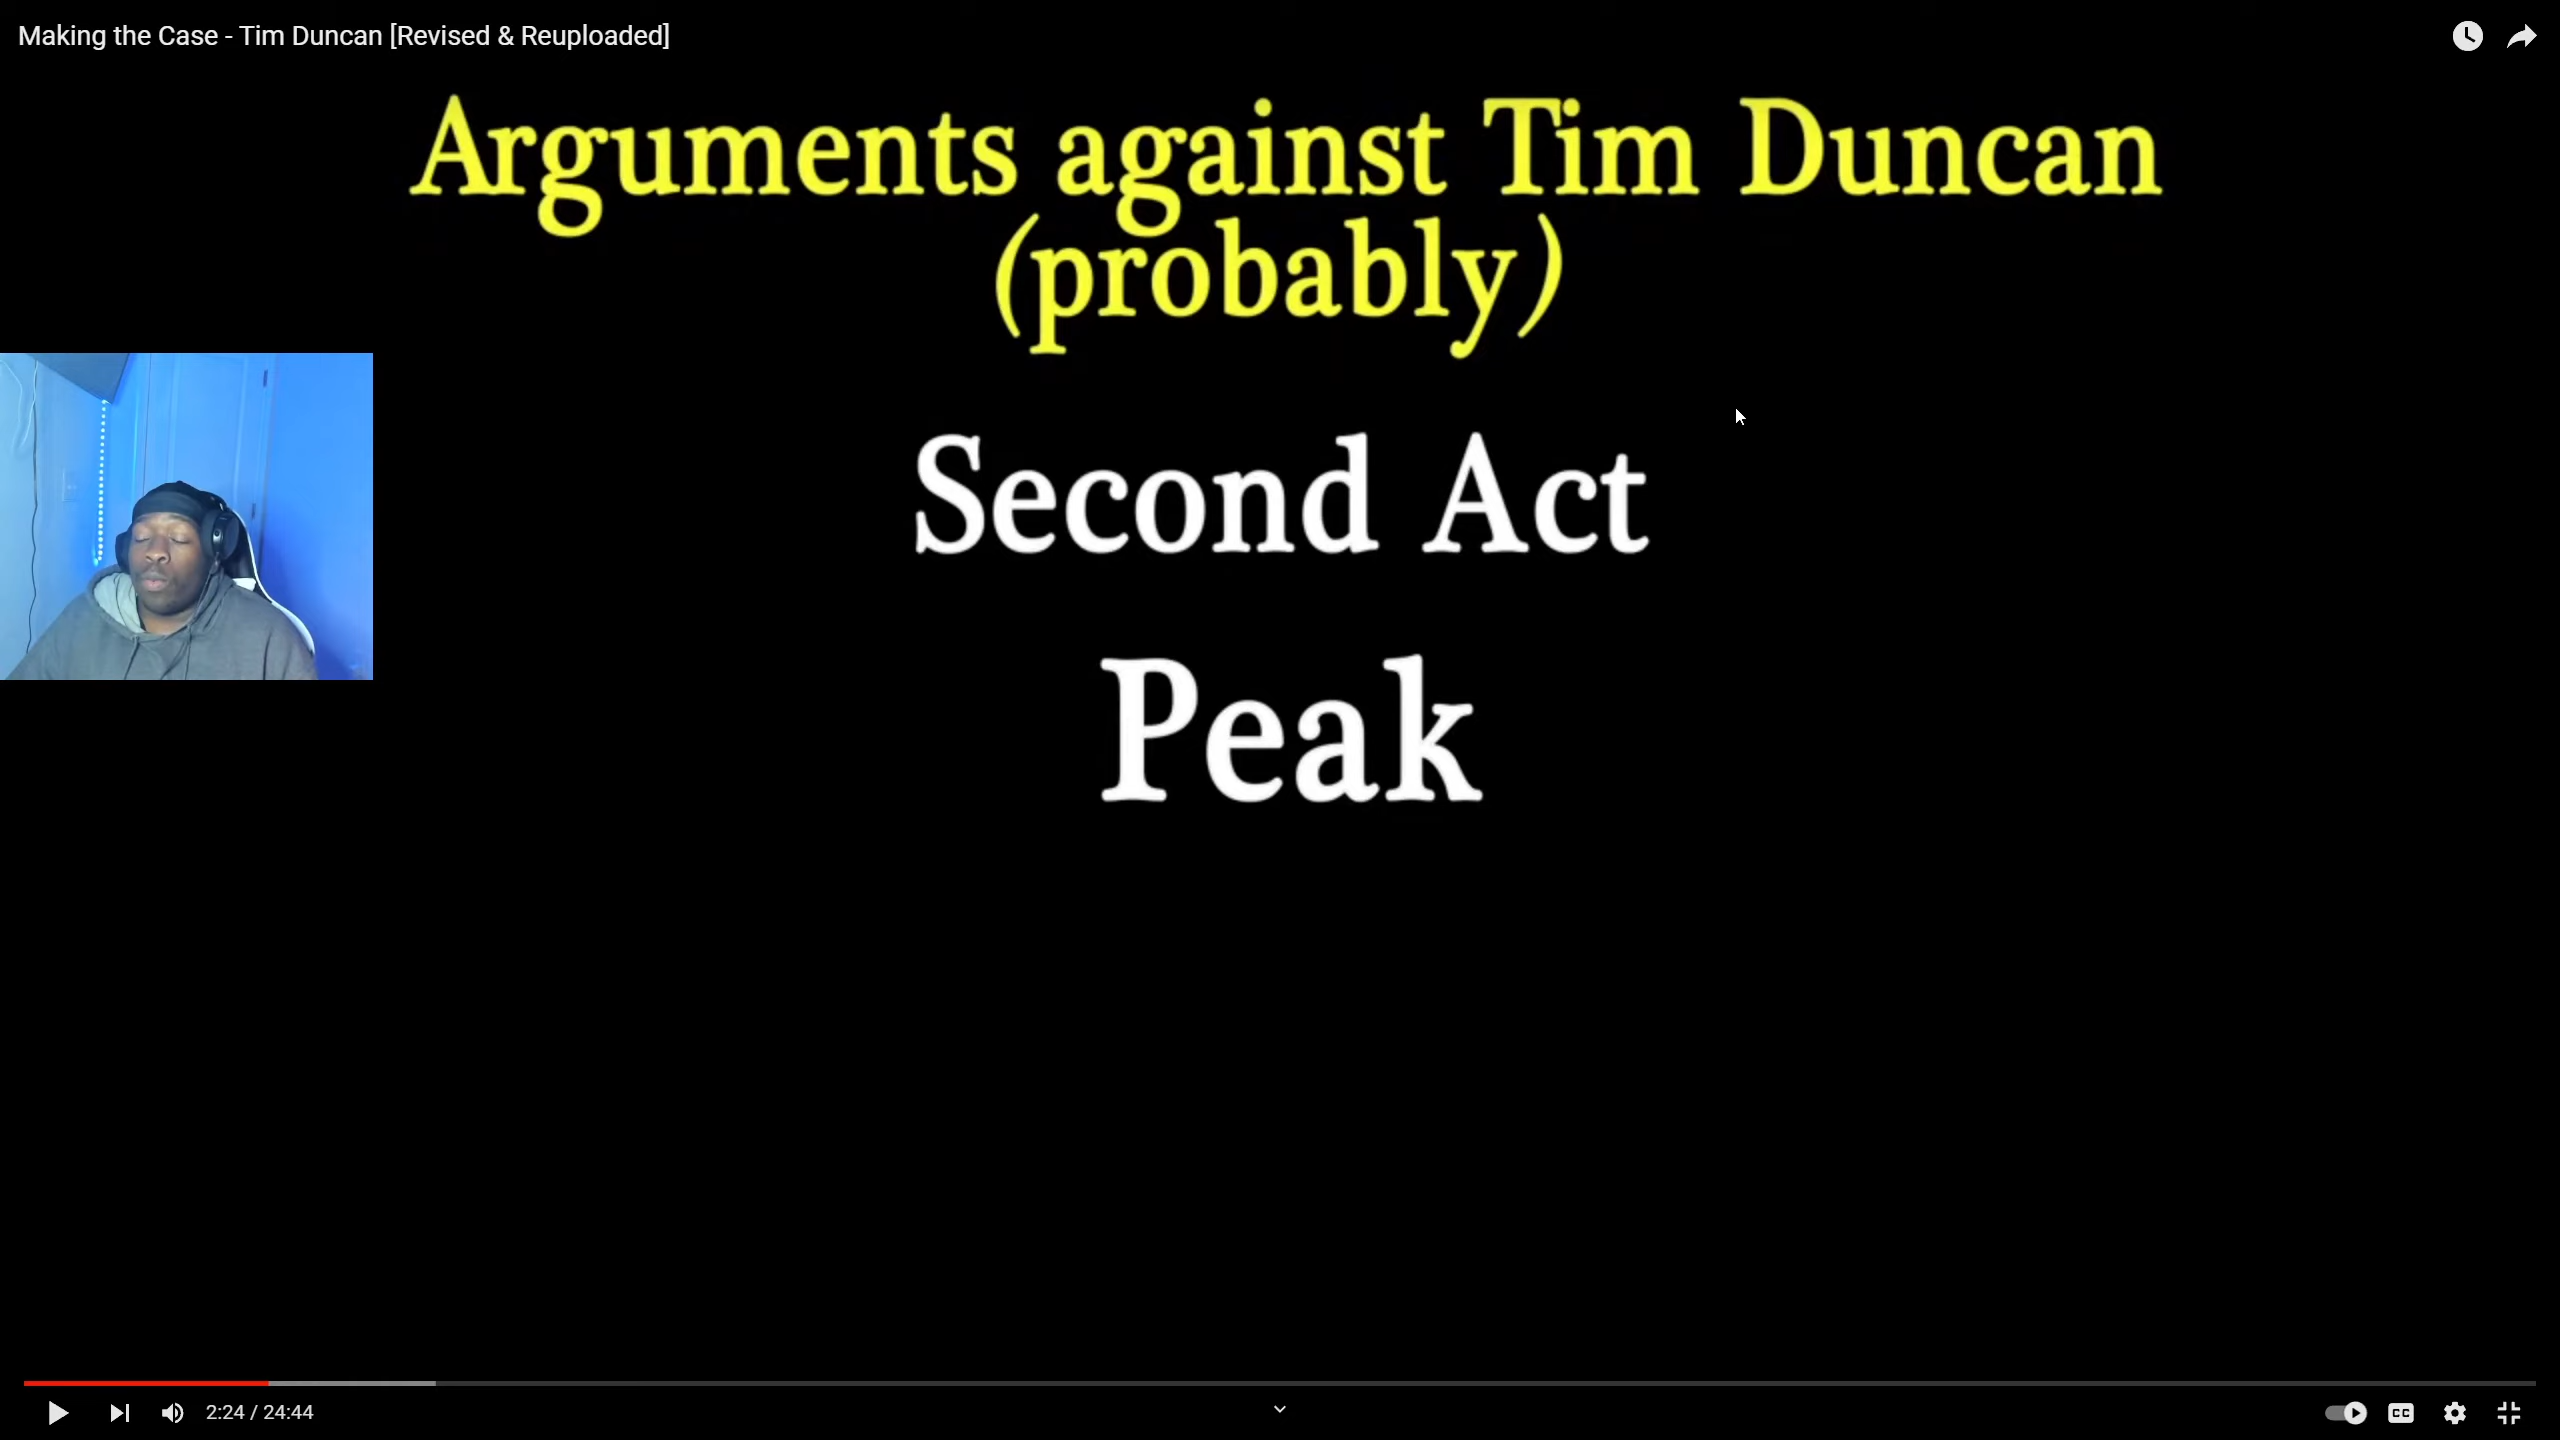 Making the Case - Tim Duncan [Revised & Reuploaded]
Arguments against Tim Duncan
(probably)
Second Act
Peak
2:24 / 24:44
CC